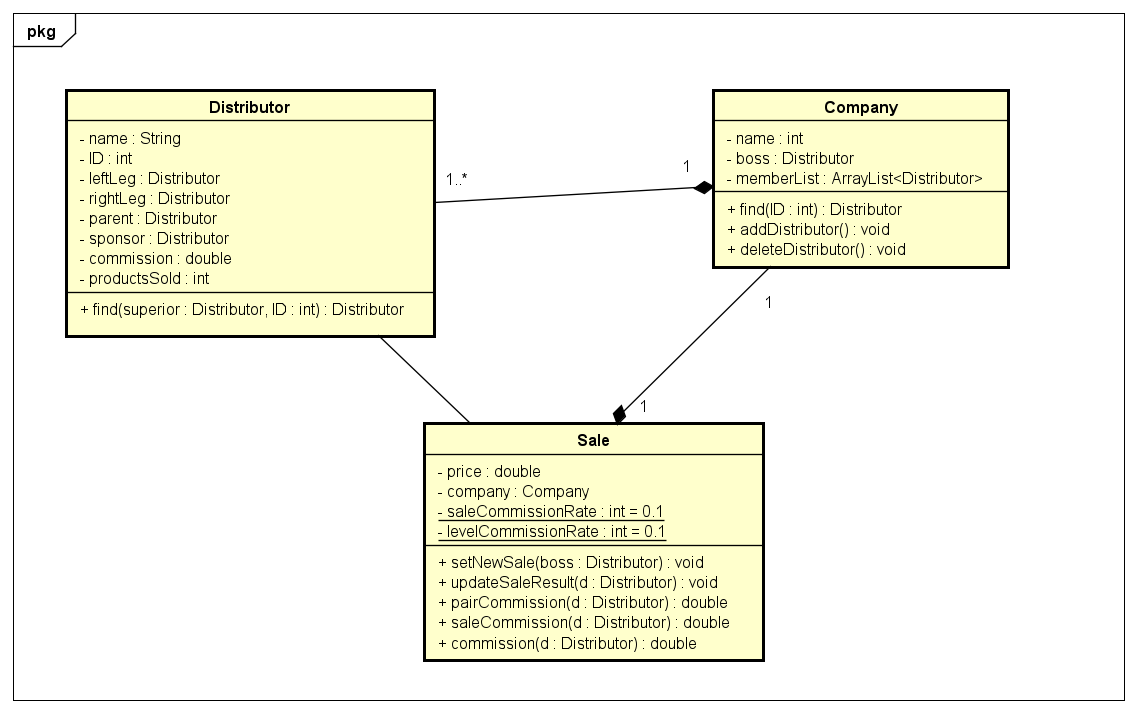 pkg
Distributor
- name : String
- ID : int
- leftLeg : Distributor
- rightLeg : Distributor
- parent : Distributor
- sponsor : Distributor
- commission : double
- productsSold : int
+ find(superior : Distributor, ID : int) : Distributor
1..*
1
Company
- name : int
- boss : Distributor
- memberList : ArrayList<Distributor>
+ find(ID : int) : Distributor
+ addDistributor() : void
+ deleteDistributor() : void
1
1
Sale
- price : double
- company : Company
- saleCommissionRate : int = 0.1
- levelCommissionRate : int = 0.1
+ setNewSale(boss : Distributor) : void
+ updateSaleResult(d : Distributor) : void
+ pairCommission(d : Distributor) : double
+ saleCommission(d : Distributor) : double
+ commission(d : Distributor) : double